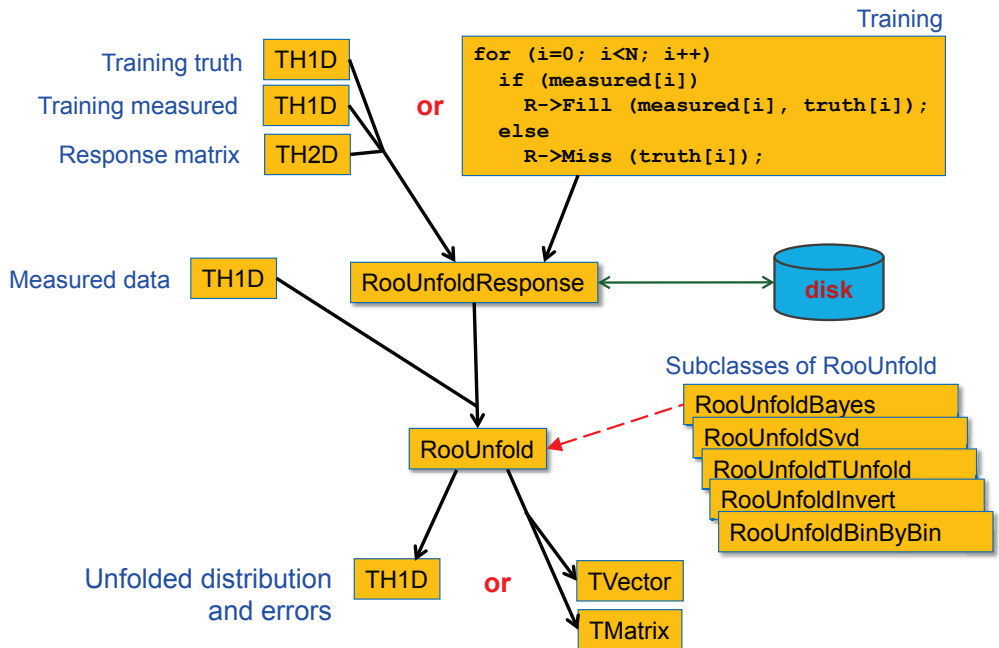 Training
Training truth
TH1D
Training measured
TH1D
Response matrix
TH2D
or
for (i=0; i<N; i++)
  if (measured[i])
    R->Fill (measured[i], truth[i]);
  else
    R->Miss (truth[i]);
Measured data
TH1D
RooUnfoldResponse
disk
Subclasses of RooUnfold
RooUnfoldBayes
RooUnfoldSvd
RooUnfoldTUnfold
RooUnfoldInvert
RooUnfoldBinByBin
RooUnfold
Unfolded distribution
and errors
TH1D
or
TVector
TMatrix